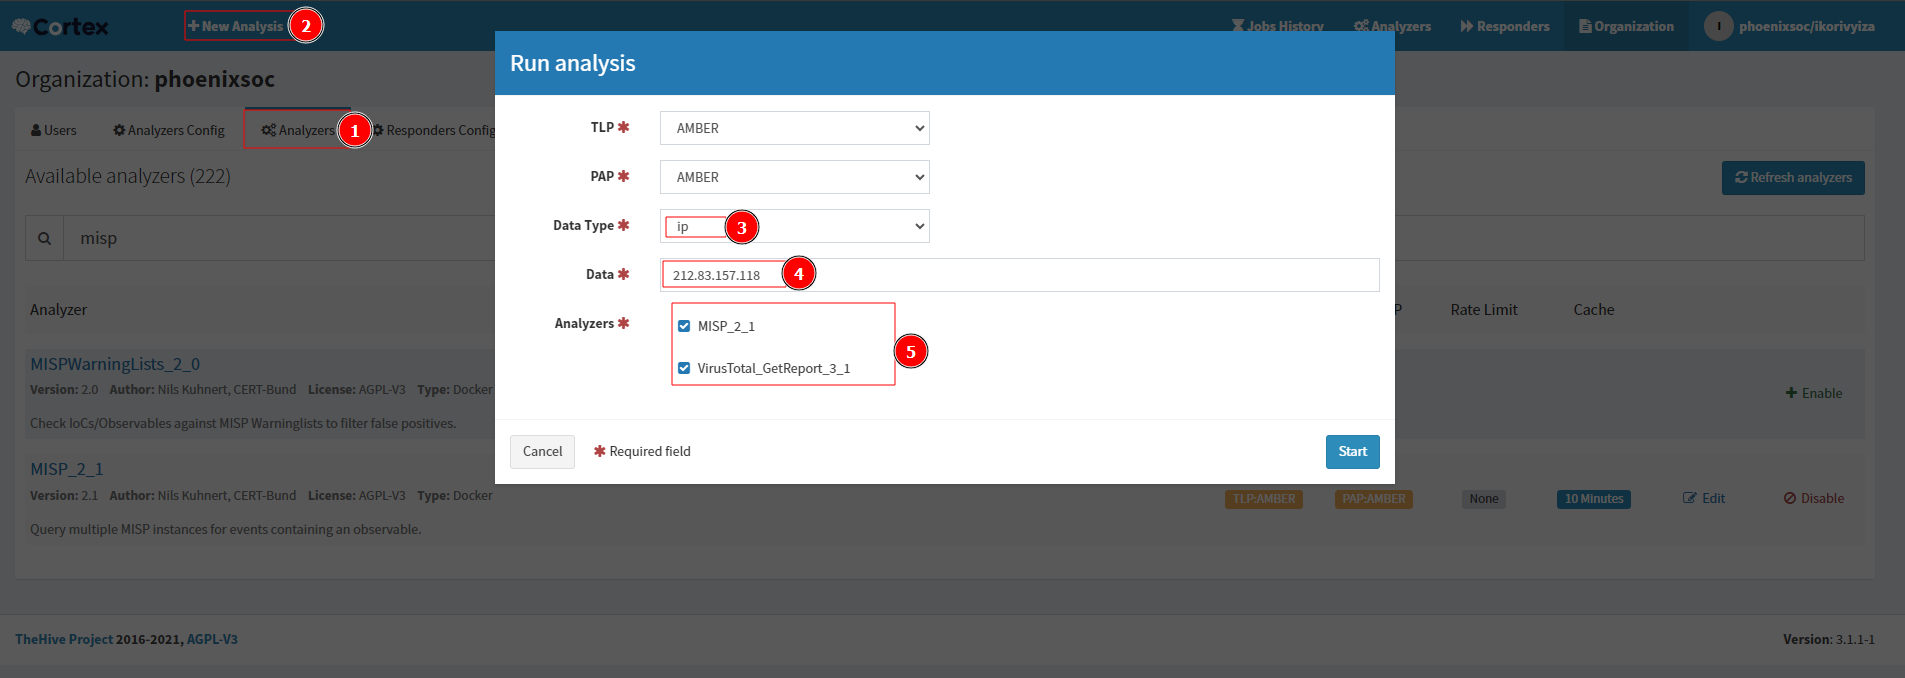 Cortex
New Analysis 2
Jobs History Analyzers Responders Organization I phoenixsoc/ikorivyiza
Organization: phoenixsoc
Users Analyzers Config Analyzers 1 Responders Config
Available analyzers (222)
Refresh analyzers
misp
Analyzer P Rate Limit Cache
MISPWarningLists_2_0
Version: 2.0 Author: Nils Kuhnert, CERT-Bund License: AGPL-V3 Type: Docker
Enable
Check IoCs/Observables against MISP Warninglists to filter false positives.
MISP_2_1
Version: 2.1 Author: Nils Kuhnert, CERT-Bund License: AGPL-V3 Type: Docker
TLP:AMBER PAP:AMBER None 10 Minutes Edit Disable
Query multiple MISP instances for events containing an observable.
Run analysis
TLP * AMBER
PAP * AMBER
Data Type * ip 3
Data * 212.83.157.118 4
Analyzers * MISP_2_1
VirusTotal_GetReport_3_1
5
Cancel * Required field Start
TheHive Project 2016-2021, AGPL-V3
Version: 3.1.1-1